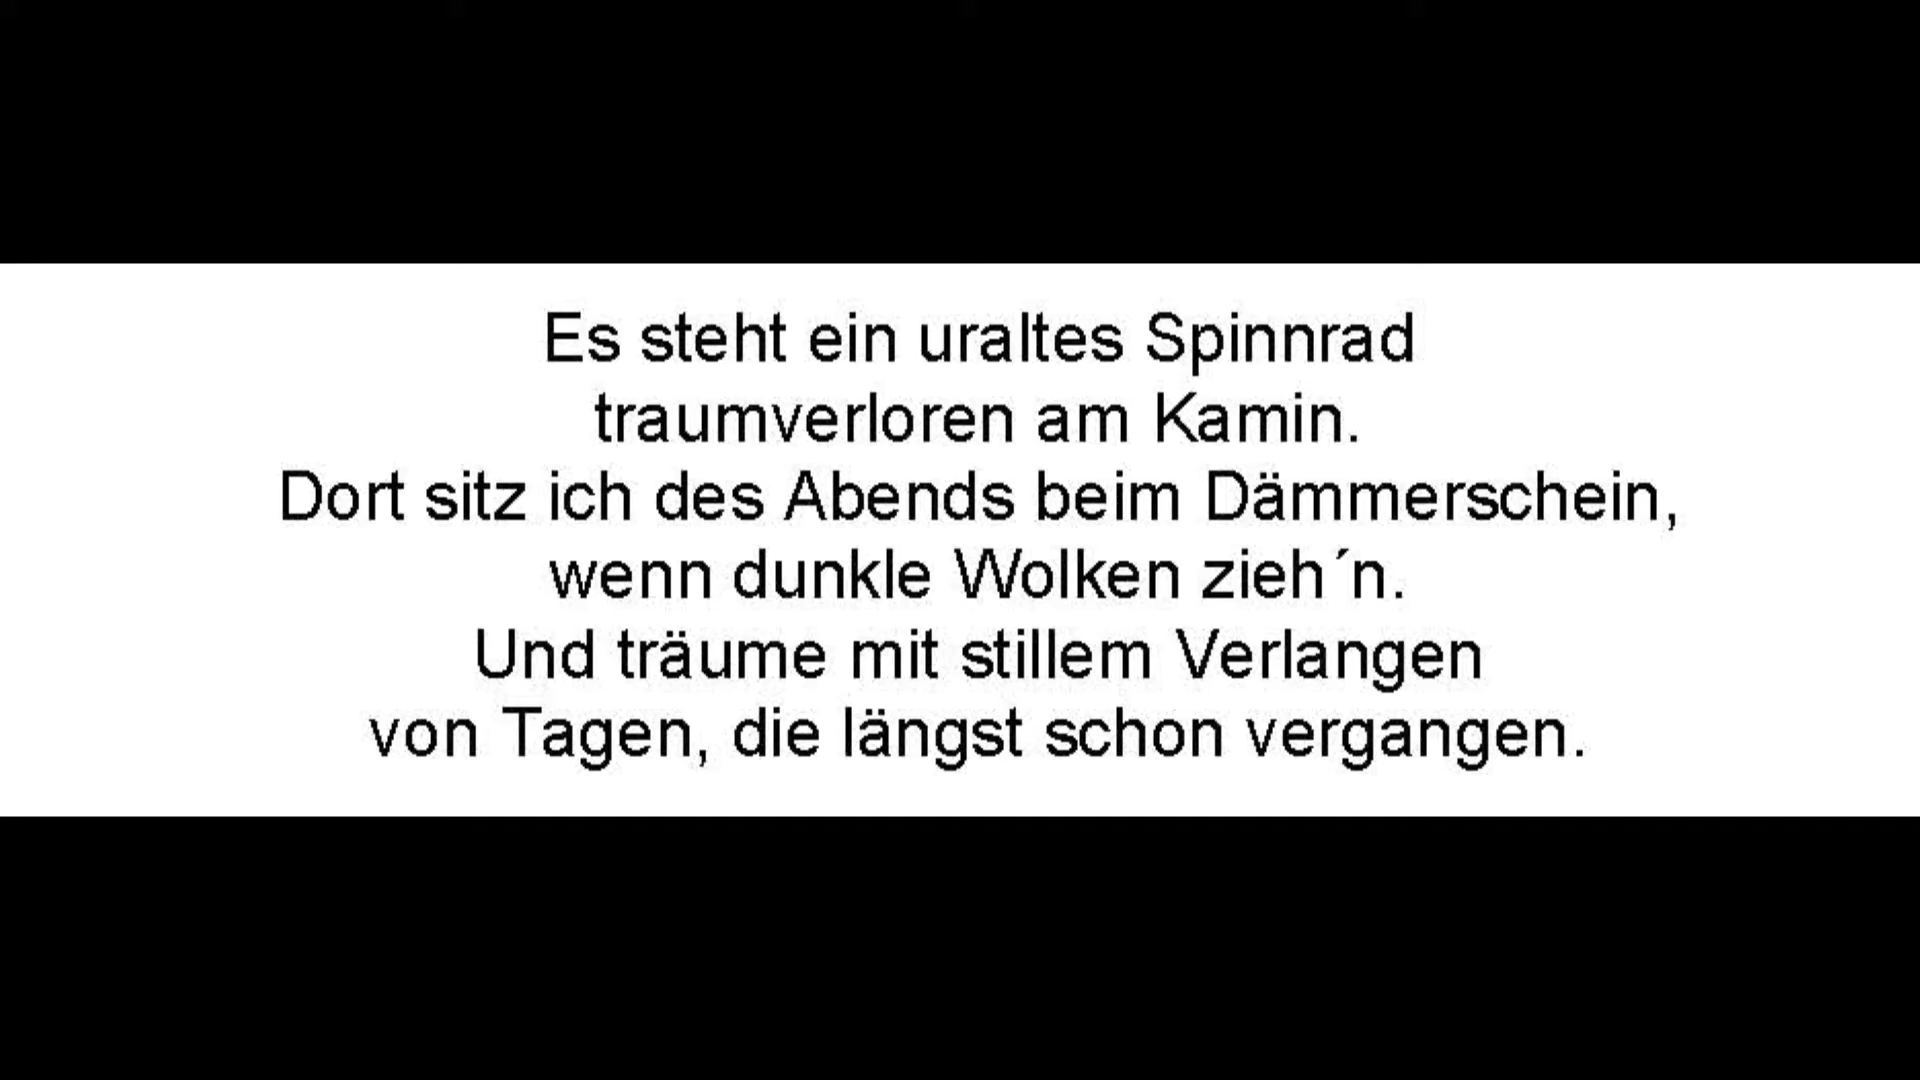 Es steht ein uraltes Spinnrad
traumverloren am Kamin.
Dort sitz ich des Abends beim Dämmerschein,
wenn dunkle Wolken zieh´n.
Und träume mit stillem Verlangen
von Tagen, die längst schon vergangen.